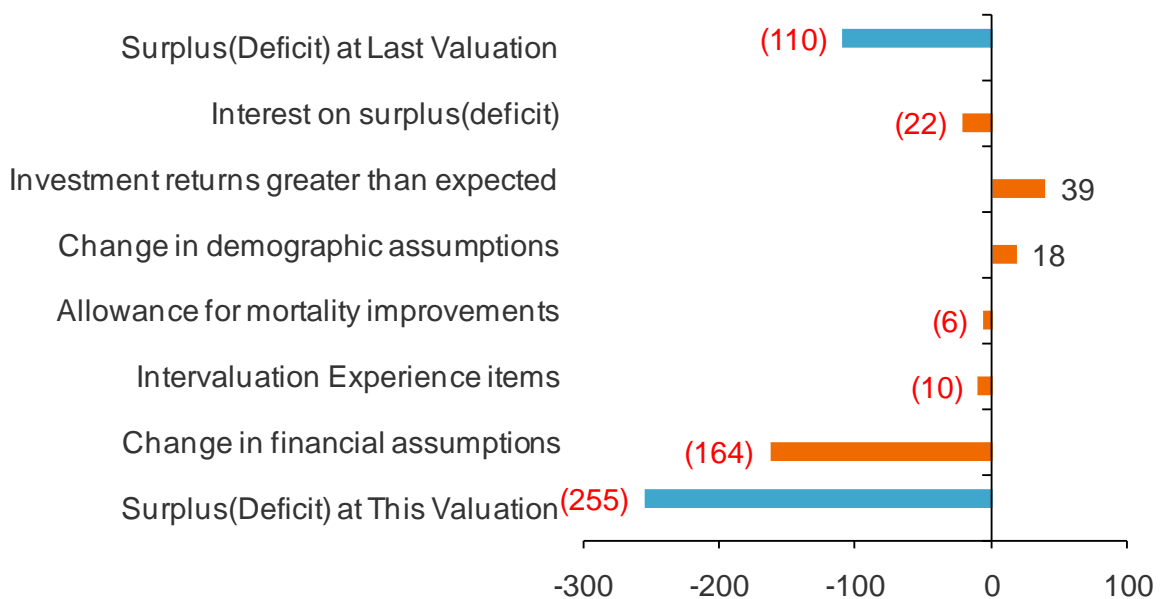 Surplus(Deficit) at Last Valuation
(110)
Interest on surplus(deficit)
(22)
Investment returns greater than expected
39
Change in demographic assumptions
18
Allowance for mortality improvements
(6)
Intervaluation Experience items
(10)
Change in financial assumptions
(164)
Surplus(Deficit) at This Valuation
(255)
-300 -200 -100 0 100